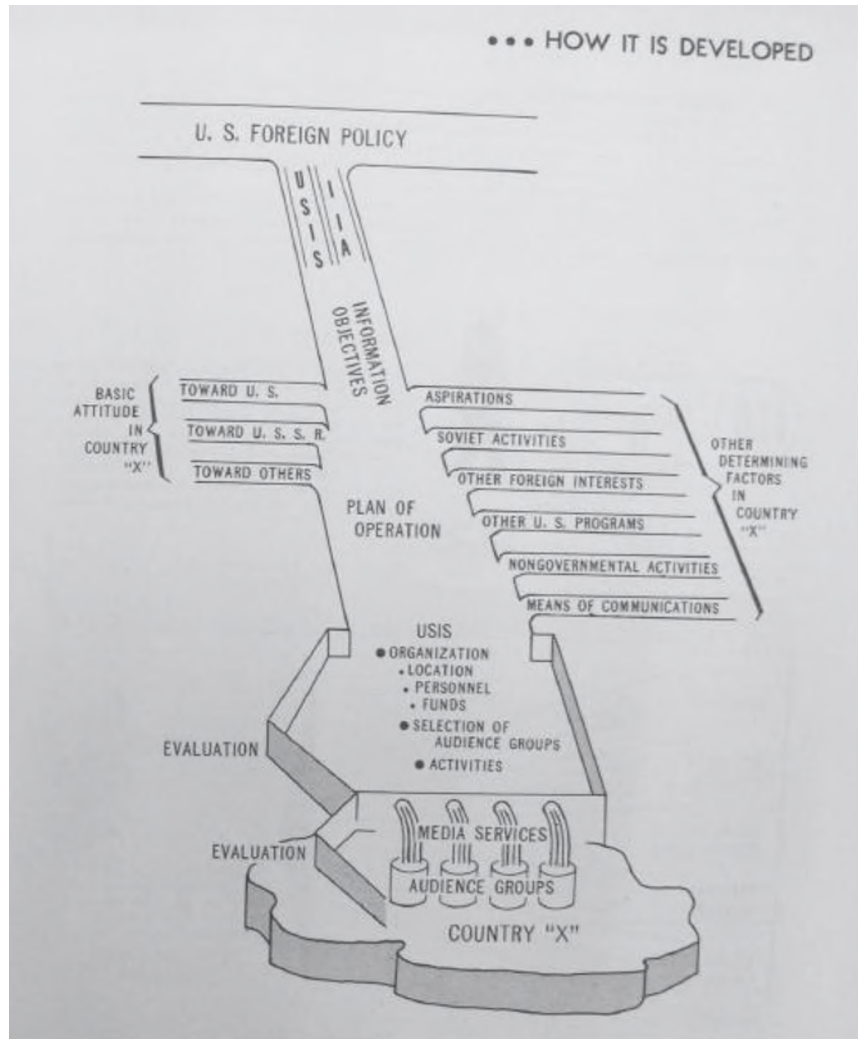 ••• HOW IT IS DEVELOPED
U. S. FOREIGN POLICY
USIS
IIA
INFORMATION
OBJECTIVES
BASIC
ATTITUDE
IN
COUNTRY
"X"
TOWARD U. S.
TOWARD U. S. S. R.
TOWARD OTHERS
ASPIRATIONS
SOVIET ACTIVITIES
OTHER FOREIGN INTERESTS
OTHER U. S. PROGRAMS
NONGOVERNMENTAL ACTIVITIES
MEANS OF COMMUNICATIONS
OTHER
DETERMINING
FACTORS
IN
COUNTRY
"X"
PLAN OF
OPERATION
USIS
● ORGANIZATION
• LOCATION
• PERSONNEL
• FUNDS
● SELECTION OF
AUDIENCE GROUPS
● ACTIVITIES
EVALUATION
MEDIA SERVICES
EVALUATION
AUDIENCE GROUPS
COUNTRY "X"